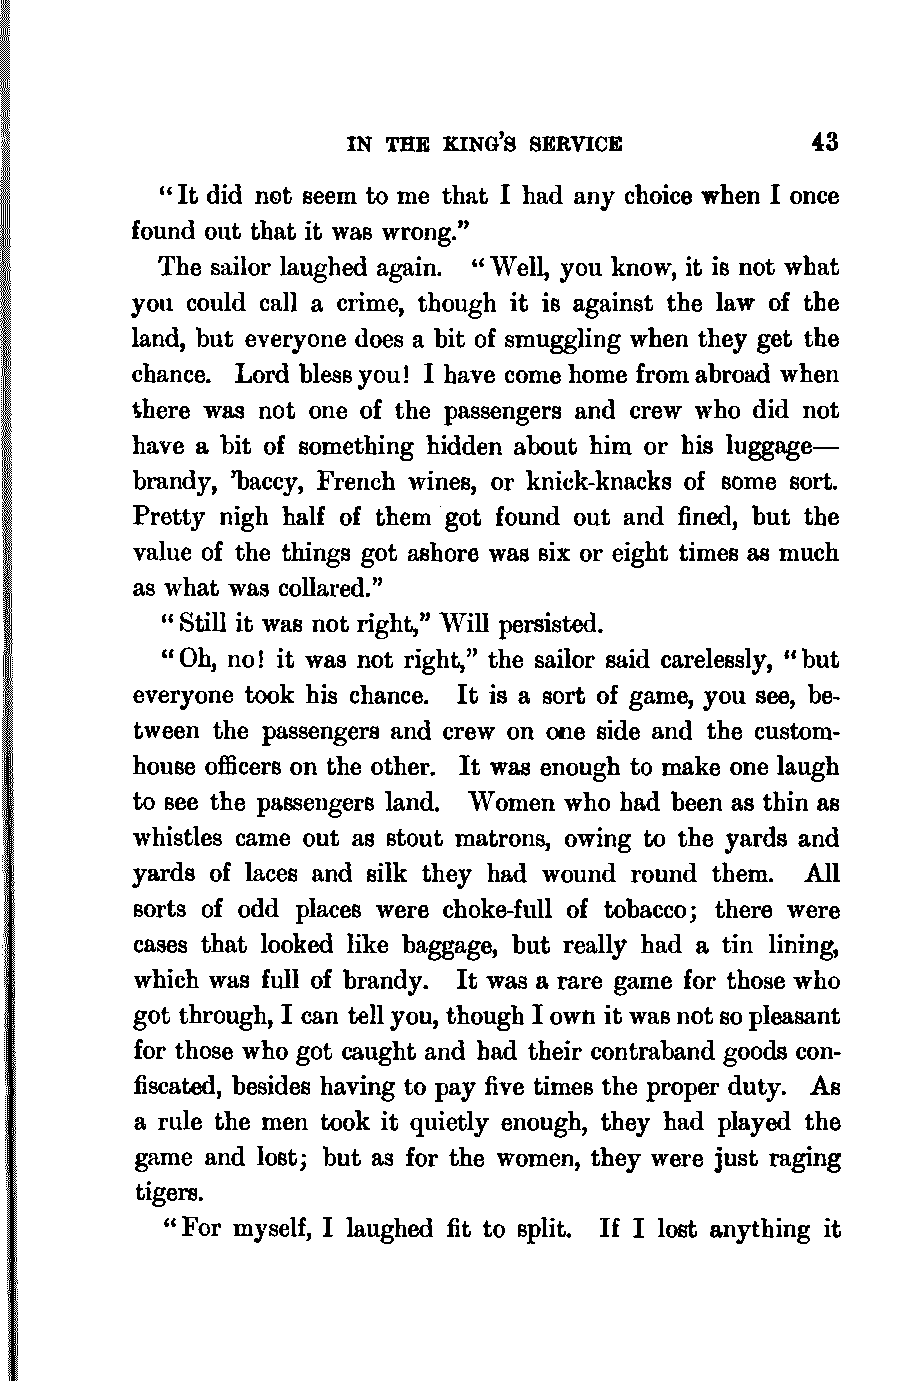 IN THE KING'S SERVICE 43
"It did not seem to me that I had any choice when I once
found out that it was wrong."
The sailor laughed again. "Well, you know, it is not what
you could call a crime, though it is against the law of the
land, but everyone does a bit of smuggling when they get the
chance. Lord bless you! I have come home from abroad when
there was not one of the passengers and crew who did not
have a bit of something hidden about him or his luggage—
brandy, 'baccy, French wines, or knick-knacks of some sort.
Pretty nigh half of them got found out and fined, but the
value of the things got ashore was six or eight times as much
as what was collared."
"Still it was not right," Will persisted.
"Oh, no! it was not right," the sailor said carelessly, "but
everyone took his chance. It is a sort of game, you see, be-
tween the passengers and crew on one side and the custom-
house officers on the other. It was enough to make one laugh
to see the passengers land. Women who had been as thin as
whistles came out as stout matrons, owing to the yards and
yards of laces and silk they had wound round them. All
sorts of odd places were choke-full of tobacco; there were
cases that looked like baggage, but really had a tin lining,
which was full of brandy. It was a rare game for those who
got through, I can tell you, though I own it was not so pleasant
for those who got caught and had their contraband goods con-
fiscated, besides having to pay five times the proper duty. As
a rule the men took it quietly enough, they had played the
game and lost; but as for the women, they were just raging
tigers.
"For myself, I laughed fit to split. If I lost anything it